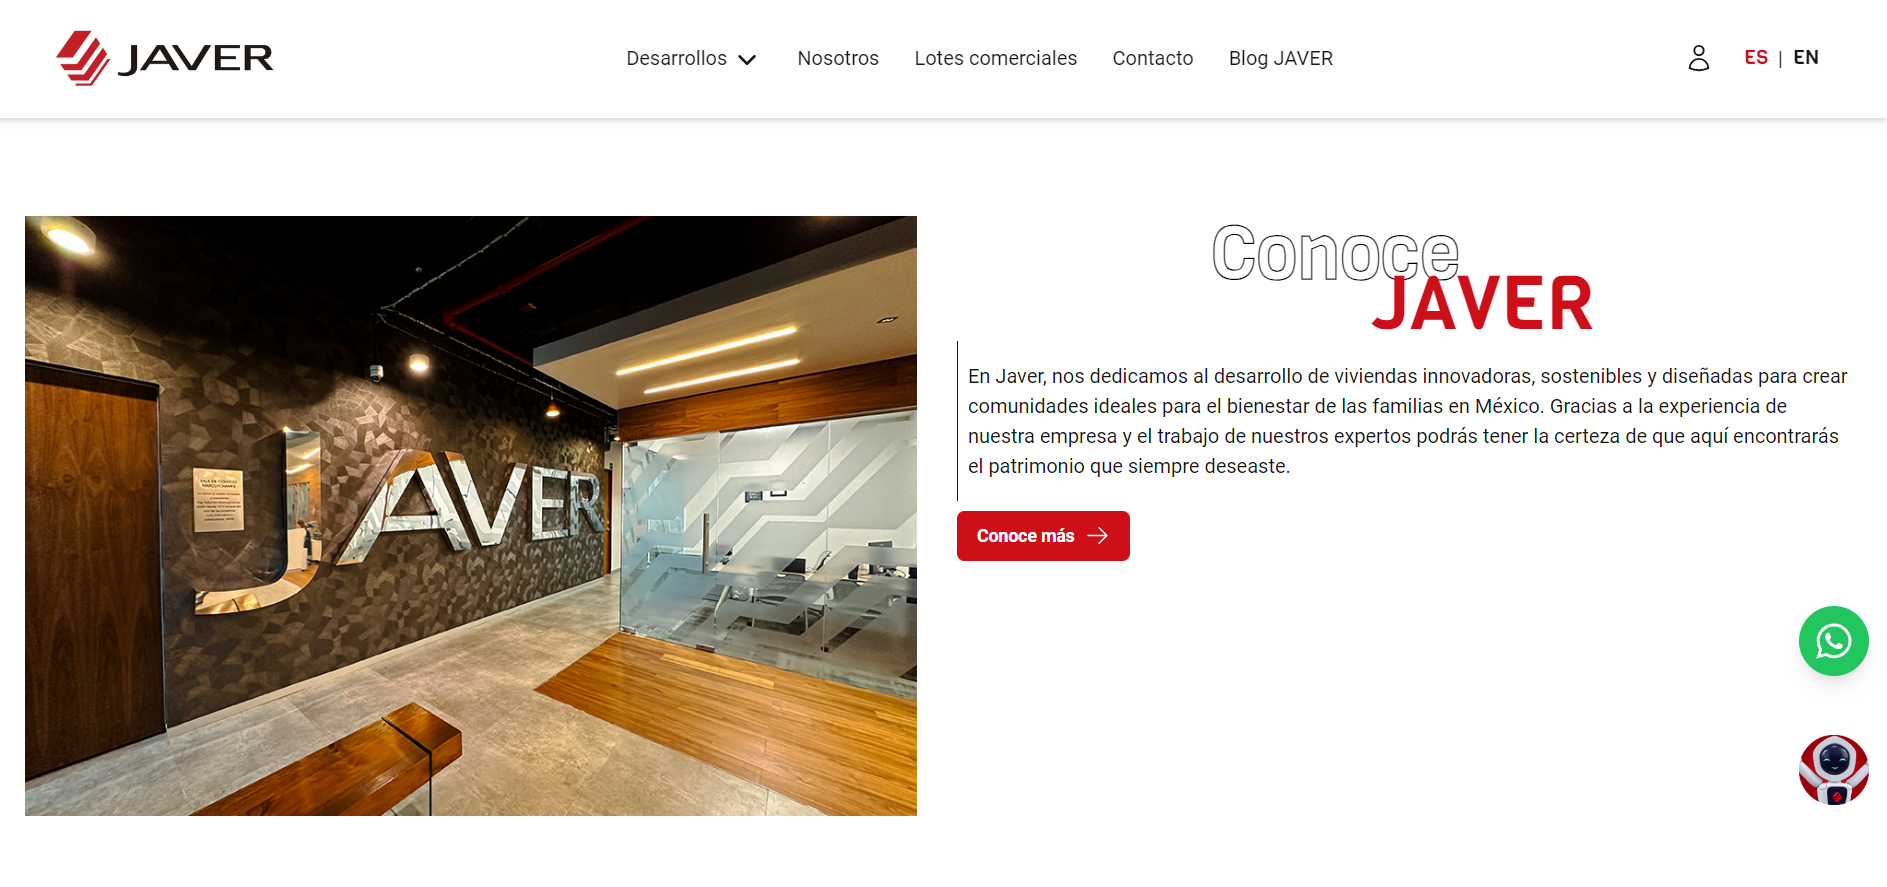 JAVER
Desarrollos
Nosotros
Lotes comerciales
Contacto
Blog JAVER
ES | EN
SALA DE CONSEJO
JAVER
Conoce
JAVER
En Javer, nos dedicamos al desarrollo de viviendas innovadoras, sostenibles y diseñadas para crear
comunidades ideales para el bienestar de las familias en México. Gracias a la experiencia de
nuestra empresa y el trabajo de nuestros expertos podrás tener la certeza de que aquí encontrarás
el patrimonio que siempre deseaste.
Conoce más